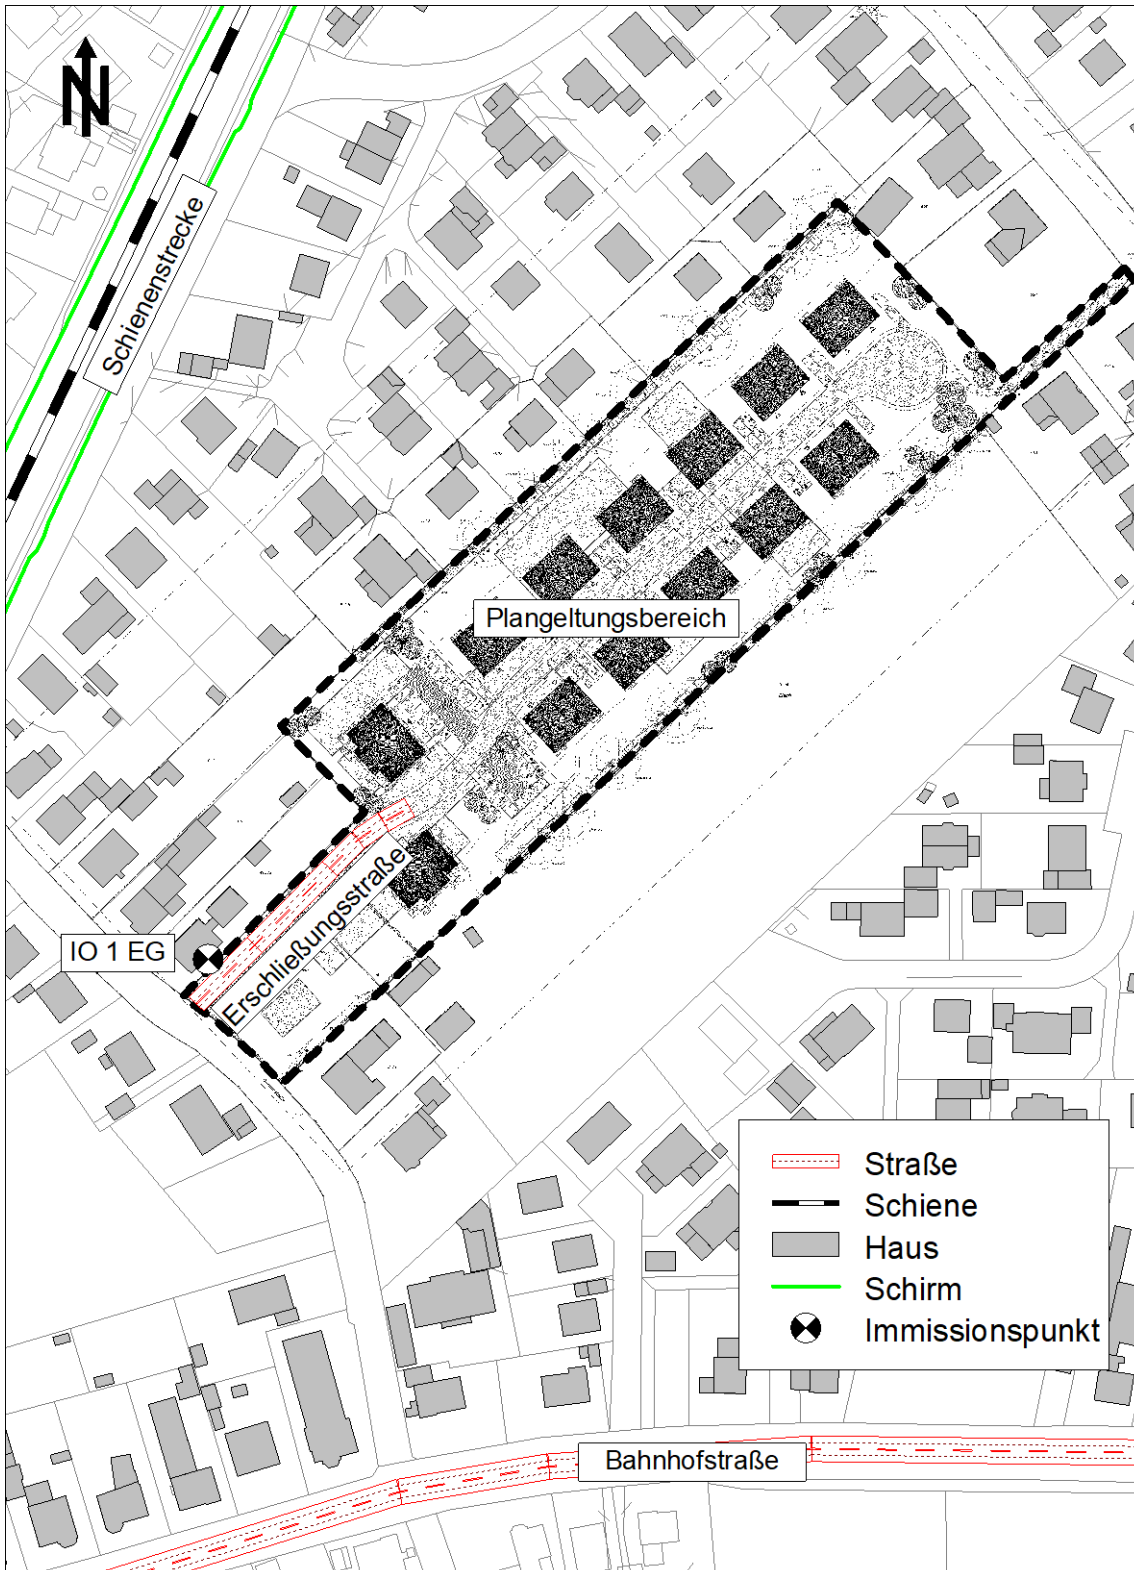 N
Schienenstrecke
Plangeltungsbereich
Erschließungsstraße
IO 1 EG
Straße
Schiene
Haus
Schirm
Immissionspunkt
Bahnhofstraße